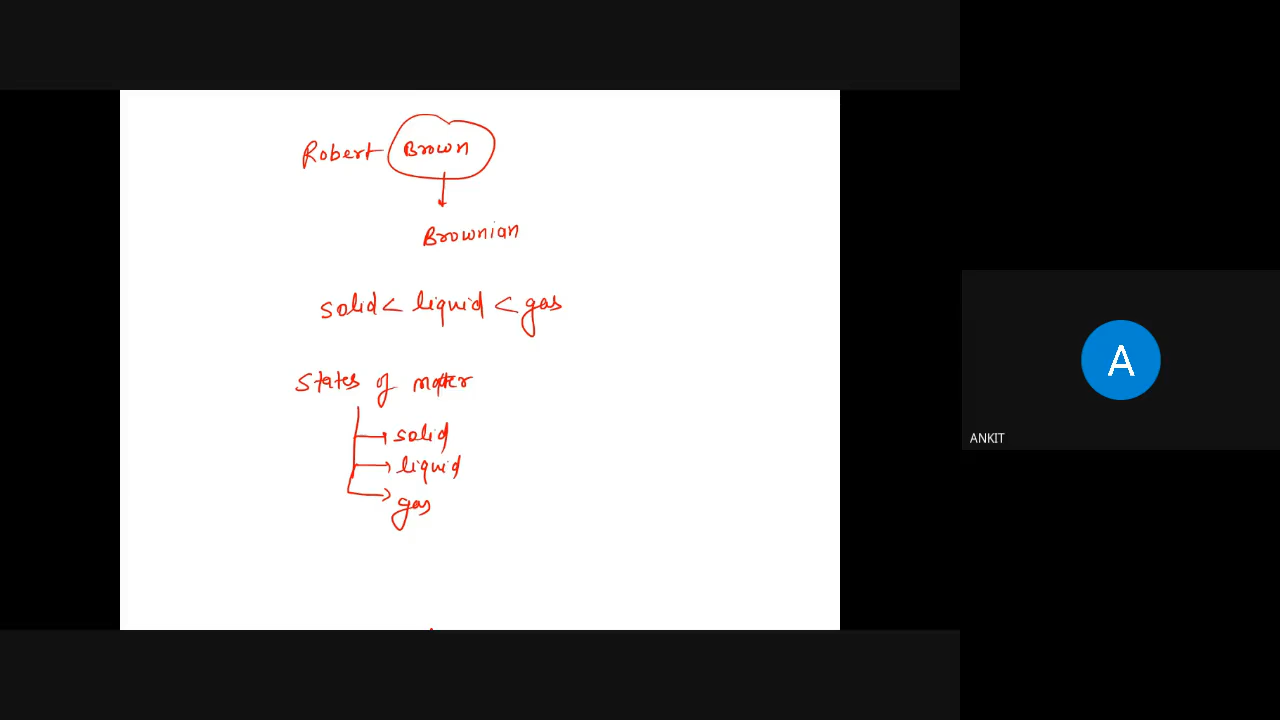 Robert Brown
Brownian
solid < liquid < gas
States of matter
solid
liquid
gas
A
ANKIT